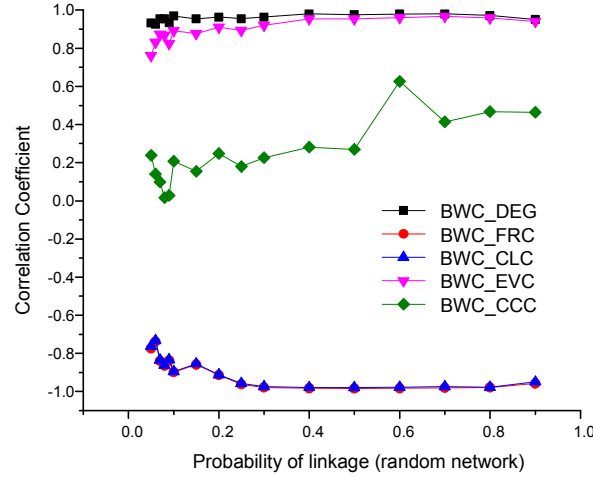 1.0
0.8
0.6
0.4
0.2
0.0
-0.2
-0.4
-0.6
-0.8
-1.0
Correlation Coefficient
BWC_DEG
BWC_FRC
BWC_CLC
BWC_EVC
BWC_CCC
0.0 0.2 0.4 0.6 0.8 1.0
Probability of linkage (random network)